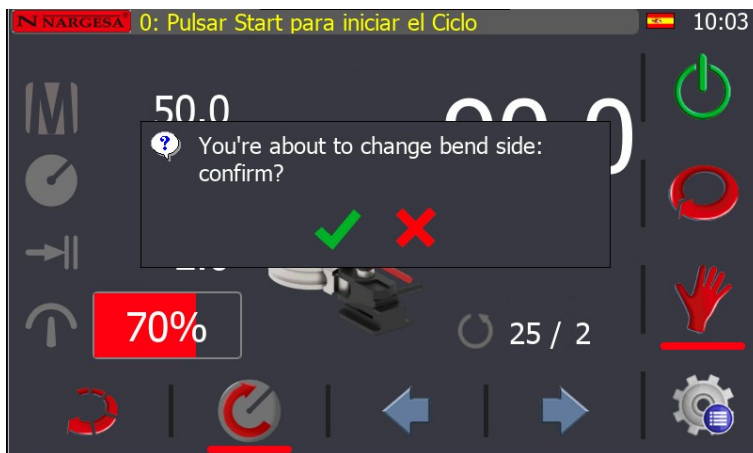 NARGESA 0: Pulsar Start para iniciar el Ciclo 10:03
50.0
You're about to change bend side:
confirm?
70%
25 / 2